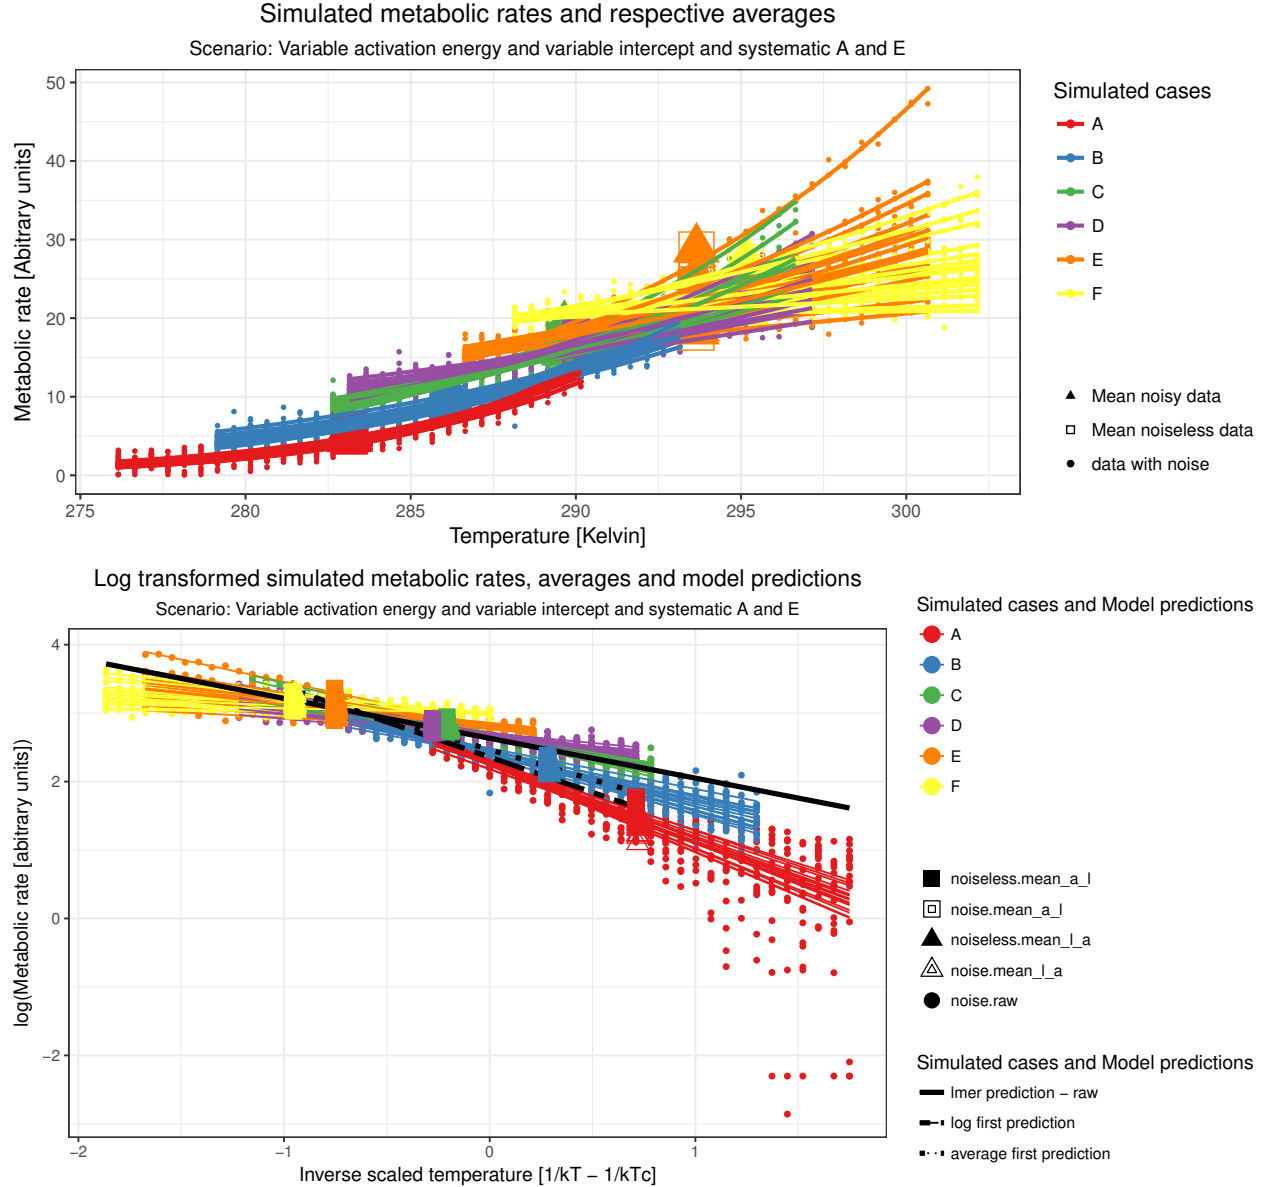 Simulated metabolic rates and respective averages
Scenario: Variable activation energy and variable intercept and systematic A and E
50
40
30
20
10
0
275
280
285
290
295
300
Metabolic rate [Abitrary units]
Temperature [Kelvin]
Simulated cases
A
B
C
D
E
F
Mean noisy data
Mean noiseless data
data with noise
Log transformed simulated metabolic rates, averages and model predictions
Scenario: Variable activation energy and variable intercept and systematic A and E
4
2
0
−2
−2
−1
0
1
log(Metabolic rate [abitrary units])
Inverse scaled temperature [1/kT − 1/kTc]
Simulated cases and Model predictions
A
B
C
D
E
F
noiseless.mean_a_l
noise.mean_a_l
noiseless.mean_l_a
noise.mean_l_a
noise.raw
Simulated cases and Model predictions
lmer prediction − raw
log first prediction
average first prediction